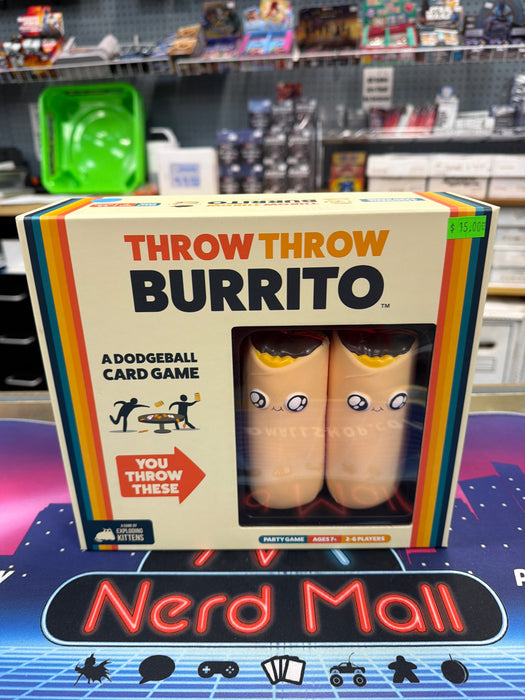 $ 15.00
THROW THROW
BURRITO™
A DODGEBALL
CARD GAME
YOU
THROW
THESE
A GAME BY
EXPLODING
KITTENS
PARTY GAME AGES 7+ 2-6 PLAYERS
Nerd Mall